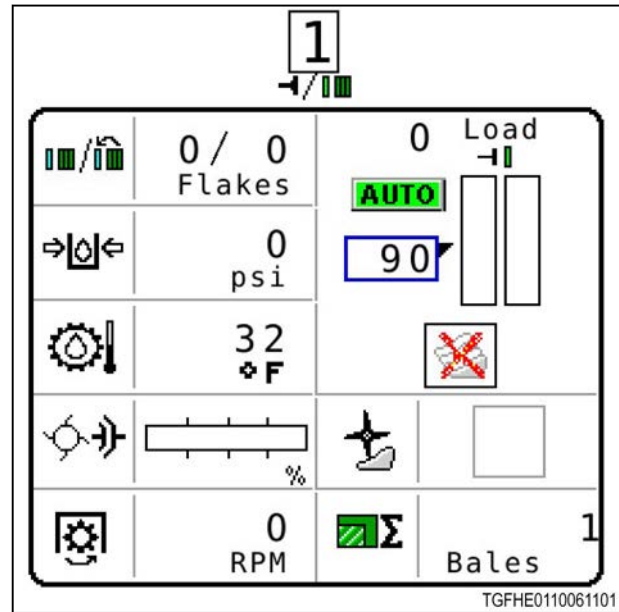 1
0/ 0
Flakes
0 Load
AUTO
0
psi
90
32
°F
%
0
RPM
Σ
1
Bales
TGFHE0110061101